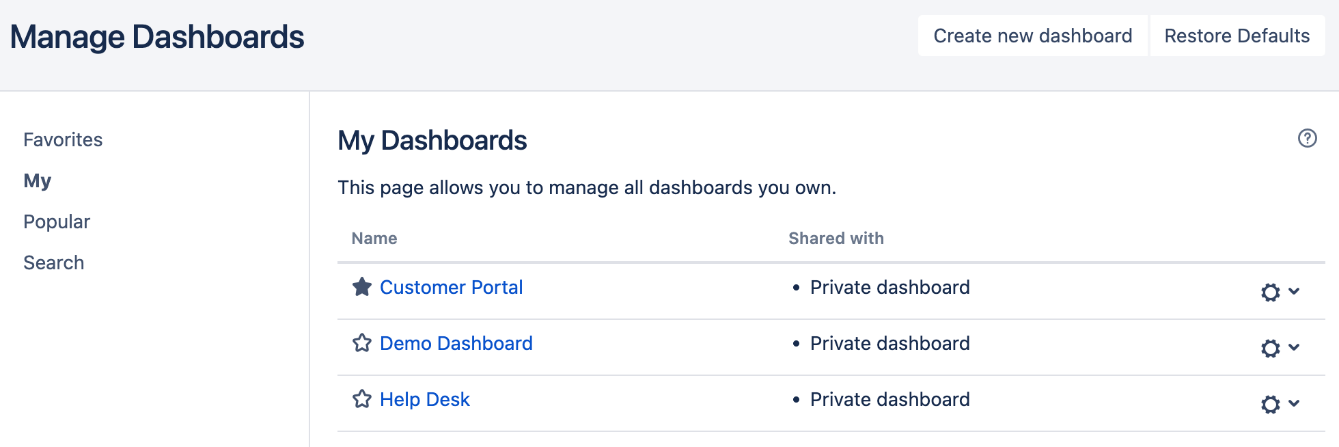 Manage Dashboards
Create new dashboard
Restore Defaults
Favorites
My
Popular
Search
My Dashboards
This page allows you to manage all dashboards you own.
Name Shared with
Customer Portal • Private dashboard
Demo Dashboard • Private dashboard
Help Desk • Private dashboard